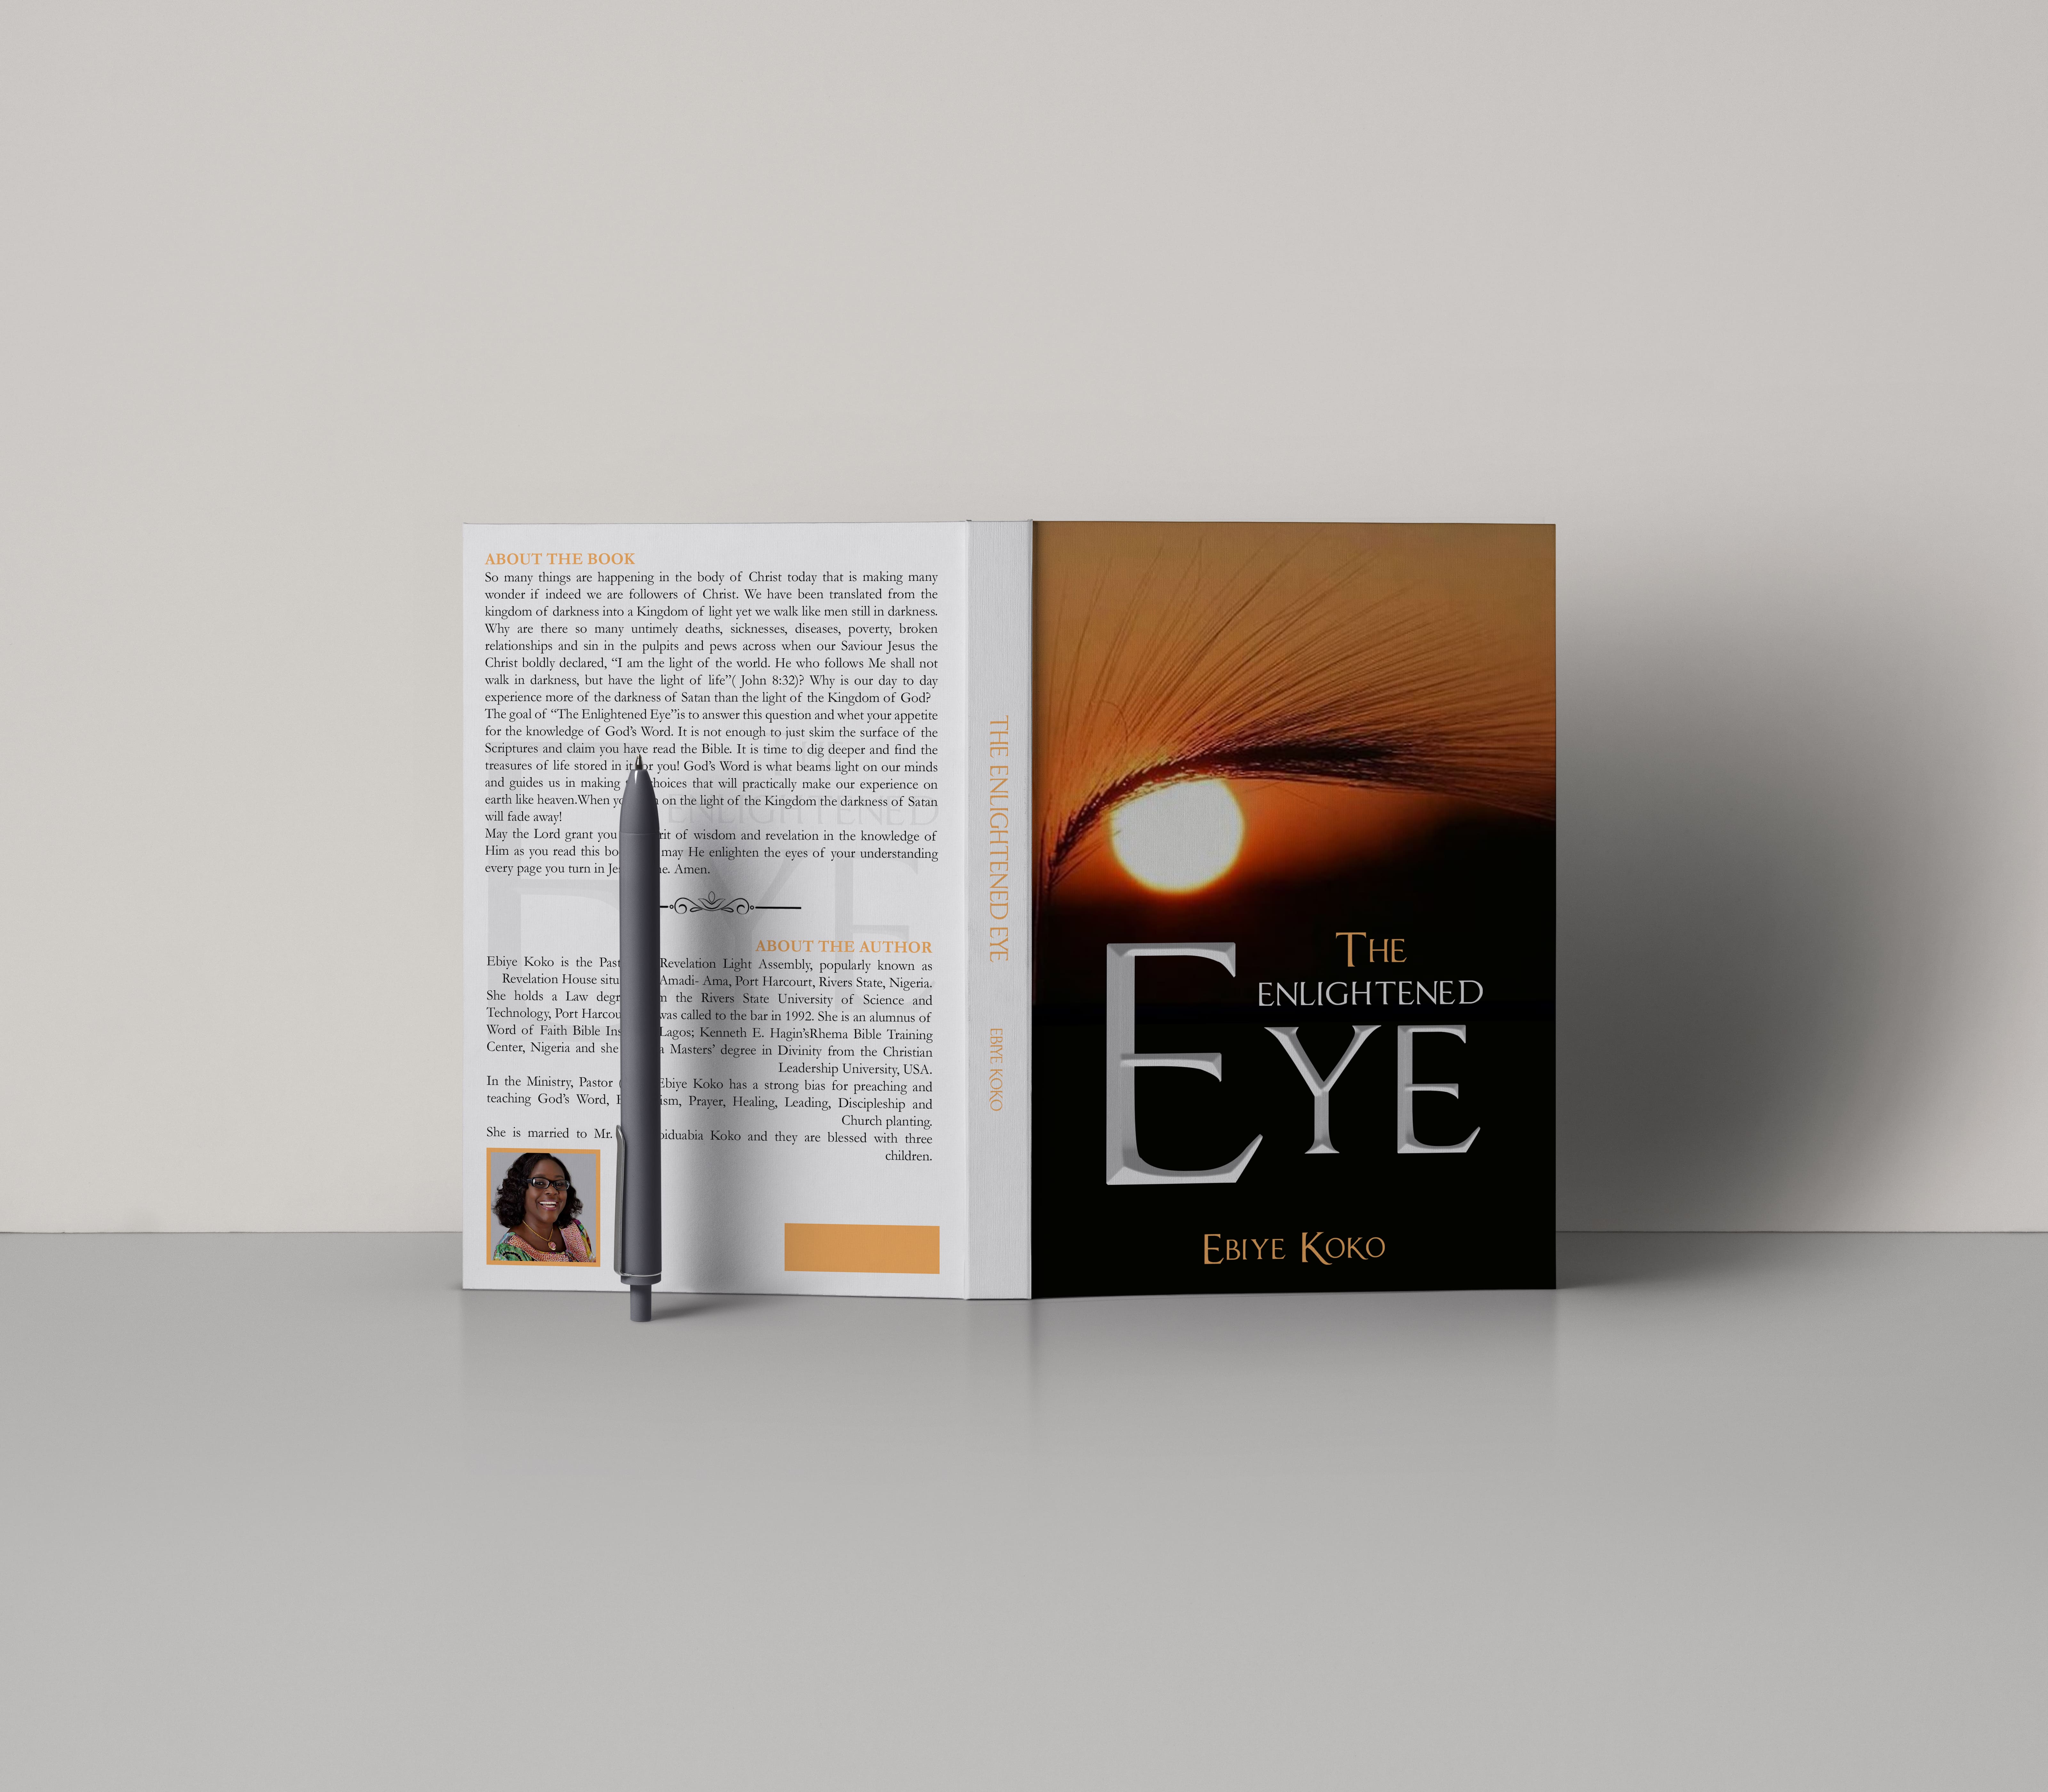 ABOUT THE BOOK
So many things are happening in the body of Christ today that is making many
wonder if indeed we are followers of Christ. We have been translated from the
kingdom of darkness into a Kingdom of light yet we walk like men still in darkness.
Why are there so many untimely deaths, sicknesses, diseases, poverty, broken
relationships and sin in the pulpits and pews across when our Saviour Jesus the
Christ boldly declared, “I am the light of the world. He who follows Me shall not
walk in darkness, but have the light of life”( John 8:32)? Why is our day to day
experience more of the darkness of Satan than the light of the Kingdom of God?
The goal of “The Enlightened Eye”is to answer this question and whet your appetite
for the knowledge of God’s Word. It is not enough to just skim the surface of the
Scriptures and claim you have read the Bible. It is time to dig deeper and find the
treasures of life stored in it or you! God’s Word is what beams light on our minds
and guides us in making hoices that will practically make our experience on
earth like heaven.When yo on the light of the Kingdom the darkness of Satan
will fade away!
May the Lord grant you rit of wisdom and revelation in the knowledge of
Him as you read this bo may He enlighten the eyes of your understanding
every page you turn in Je e. Amen.
ABOUT THE AUTHOR
Ebiye Koko is the Past Revelation Light Assembly, popularly known as
Revelation House situ Amadi- Ama, Port Harcourt, Rivers State, Nigeria.
She holds a Law degr m the Rivers State University of Science and
Technology, Port Harcou was called to the bar in 1992. She is an alumnus of
Word of Faith Bible Ins Lagos; Kenneth E. Hagin’sRhema Bible Training
Center, Nigeria and she a Masters’ degree in Divinity from the Christian
Leadership University, USA.
In the Ministry, Pastor ( Ebiye Koko has a strong bias for preaching and
teaching God’s Word, E ism, Prayer, Healing, Leading, Discipleship and
Church planting.
She is married to Mr. biduabia Koko and they are blessed with three
children.
THE ENLIGHTENED EYE
EBIYE KOKO
THE
ENLIGHTENED
EYE
EBIYE KOKO